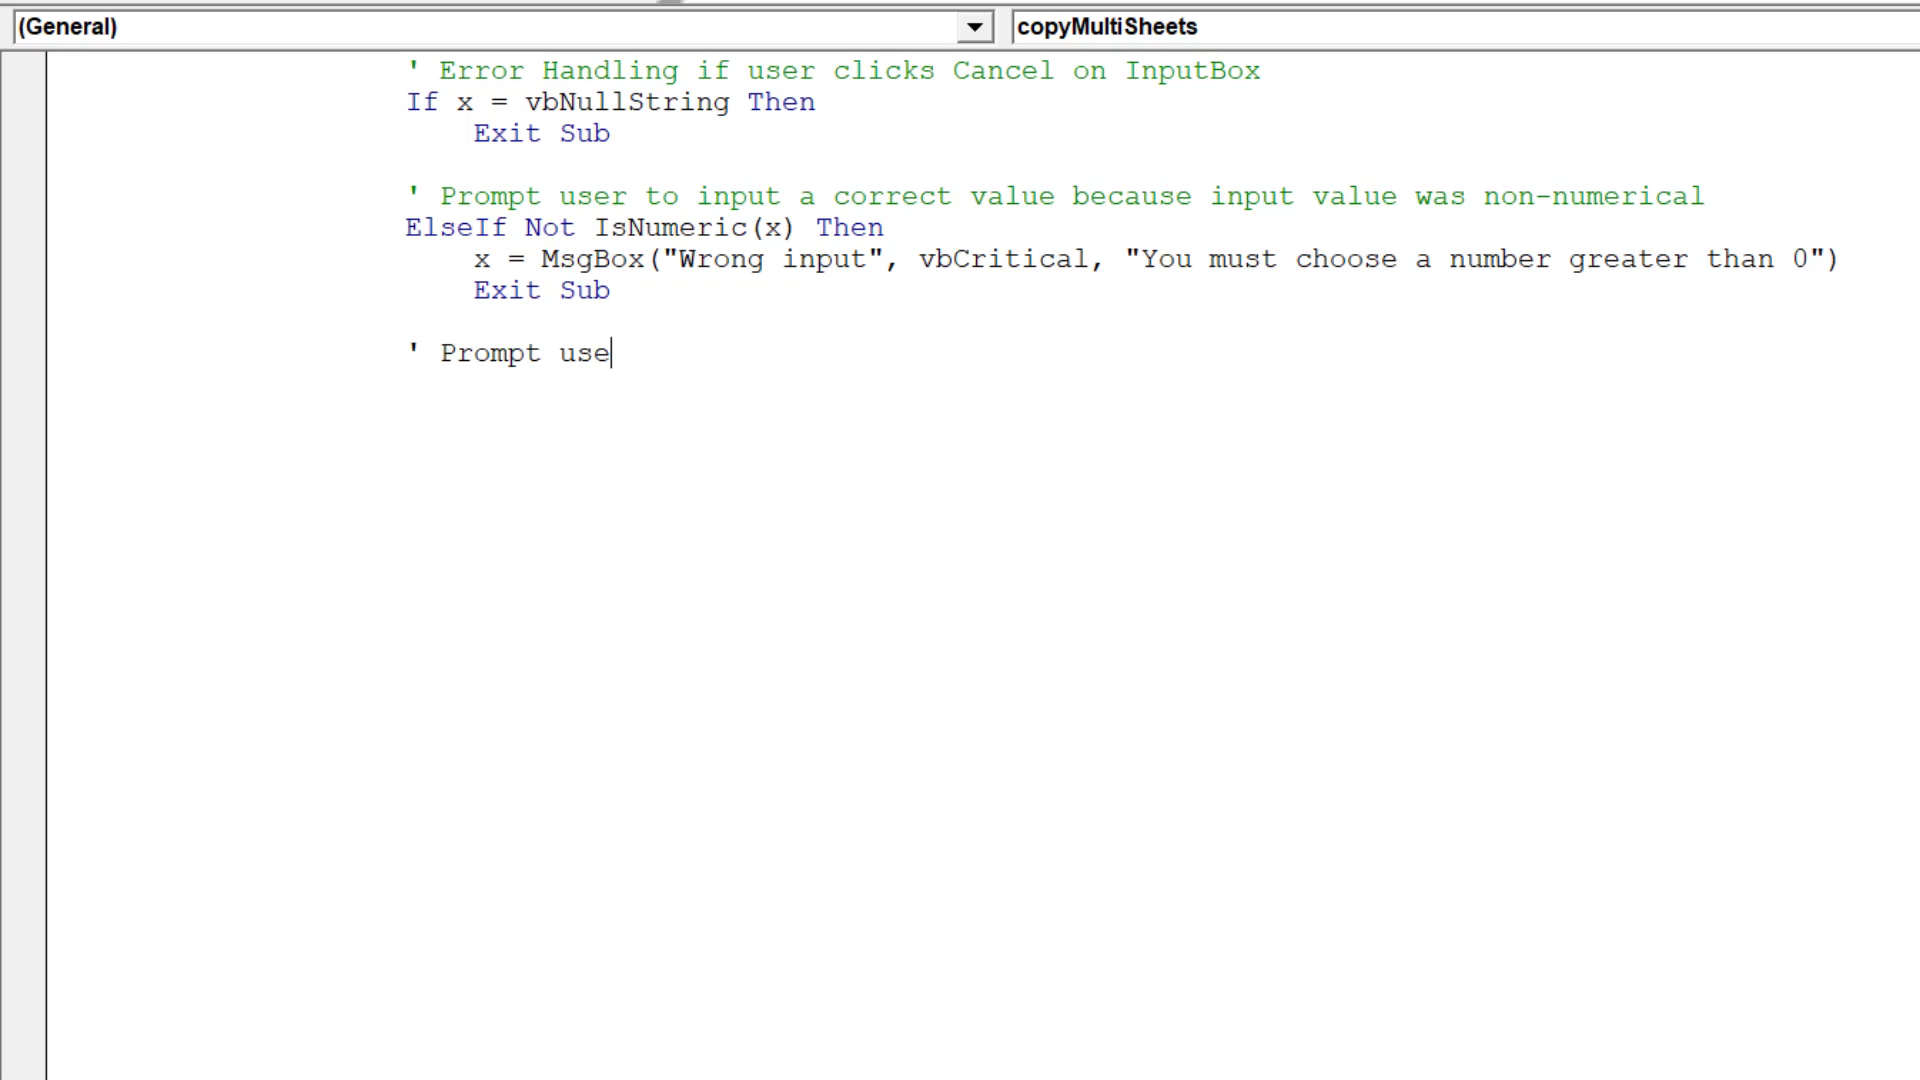 (General) copyMultiSheets
' Error Handling if user clicks Cancel on InputBox
If x = vbNullString Then
Exit Sub
' Prompt user to input a correct value because input value was non-numerical
ElseIf Not IsNumeric(x) Then
x = MsgBox("Wrong input", vbCritical, "You must choose a number greater than 0")
Exit Sub
' Prompt use